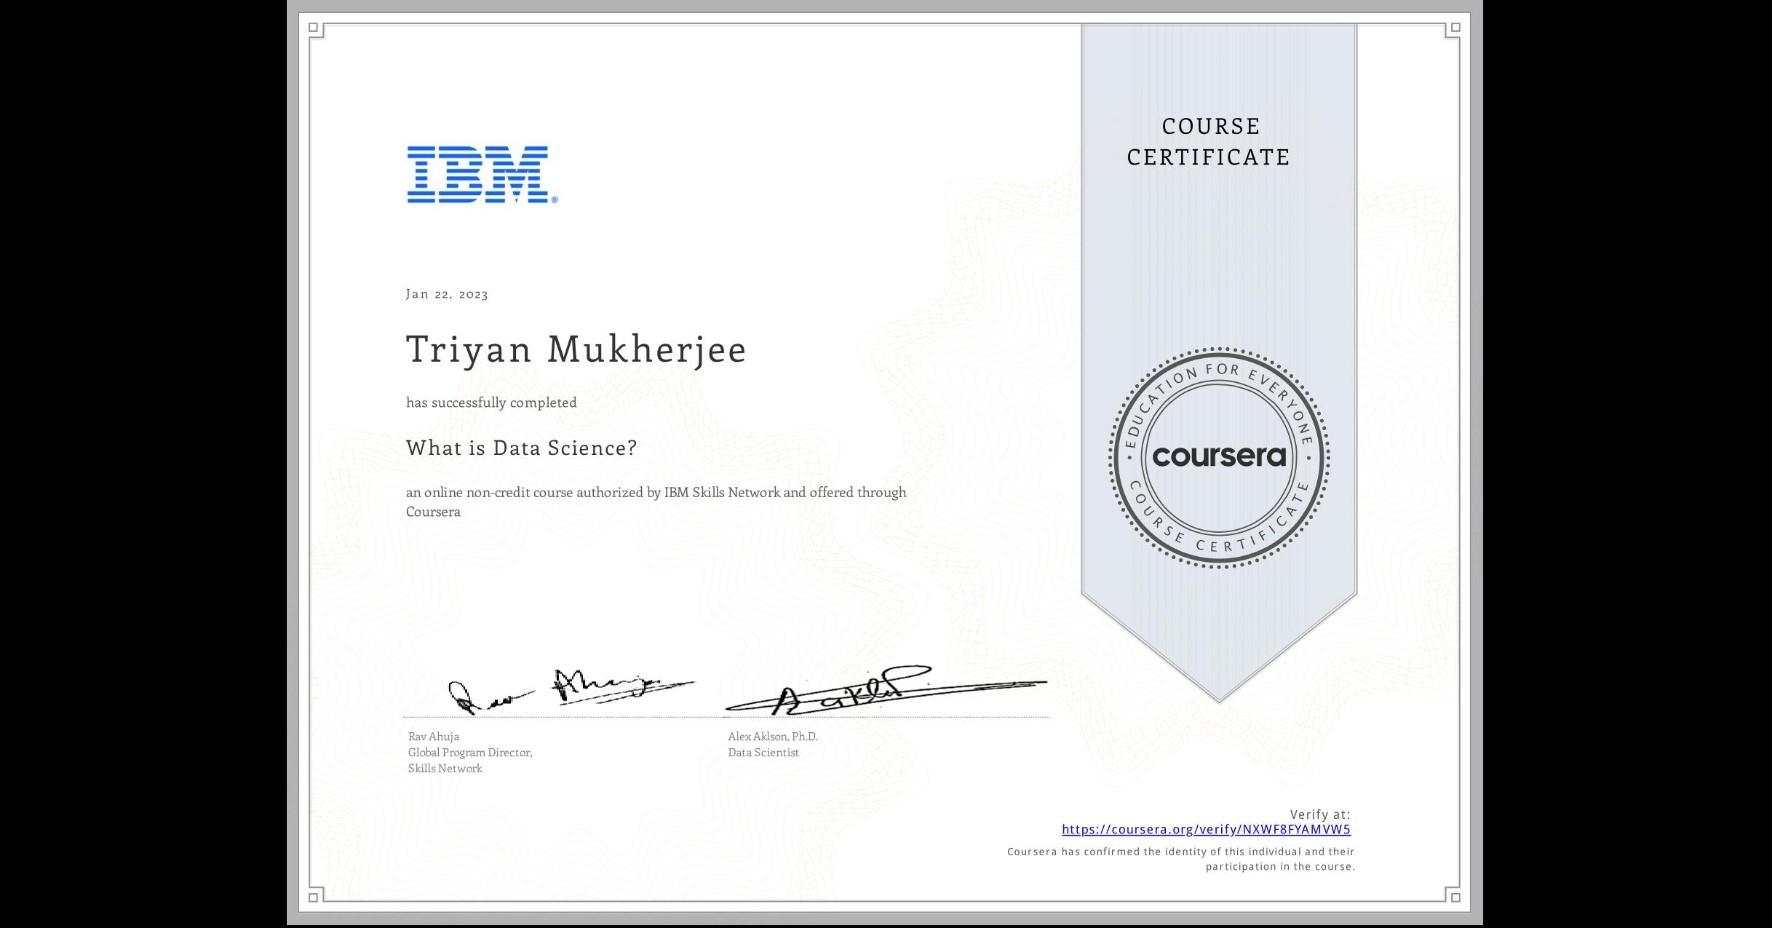 COURSE
CERTIFICATE
IBM®
Jan 22, 2023
Triyan Mukherjee
has successfully completed
What is Data Science?
an online non-credit course authorized by IBM Skills Network and offered through
Coursera
EDUCATION FOR EVERYONE
coursera
COURSE CERTIFICATE
Rav Ahuja
Rav Ahuja
Global Program Director,
Skills Network
Alex Aklson, Ph.D.
Data Scientist
Verify at:
https://coursera.org/verify/NXWF8FYAMVW5
Coursera has confirmed the identity of this individual and their
participation in the course.